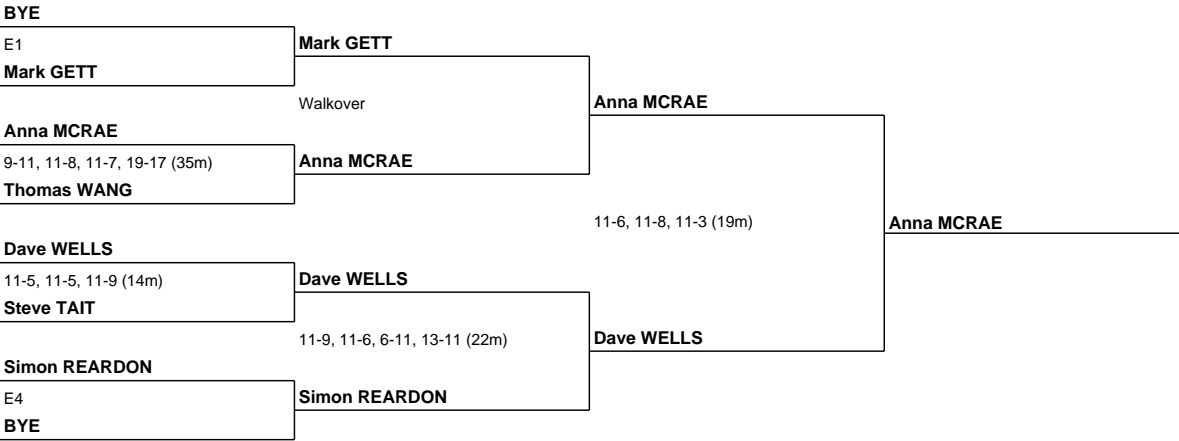 BYE
E1
Mark GETT
Mark GETT
Walkover
Anna MCRAE
Anna MCRAE
9-11, 11-8, 11-7, 19-17 (35m)
Anna MCRAE
Thomas WANG
11-6, 11-8, 11-3 (19m)
Anna MCRAE
Dave WELLS
11-5, 11-5, 11-9 (14m)
Dave WELLS
Steve TAIT
11-9, 11-6, 6-11, 13-11 (22m)
Dave WELLS
Simon REARDON
E4
Simon REARDON
BYE